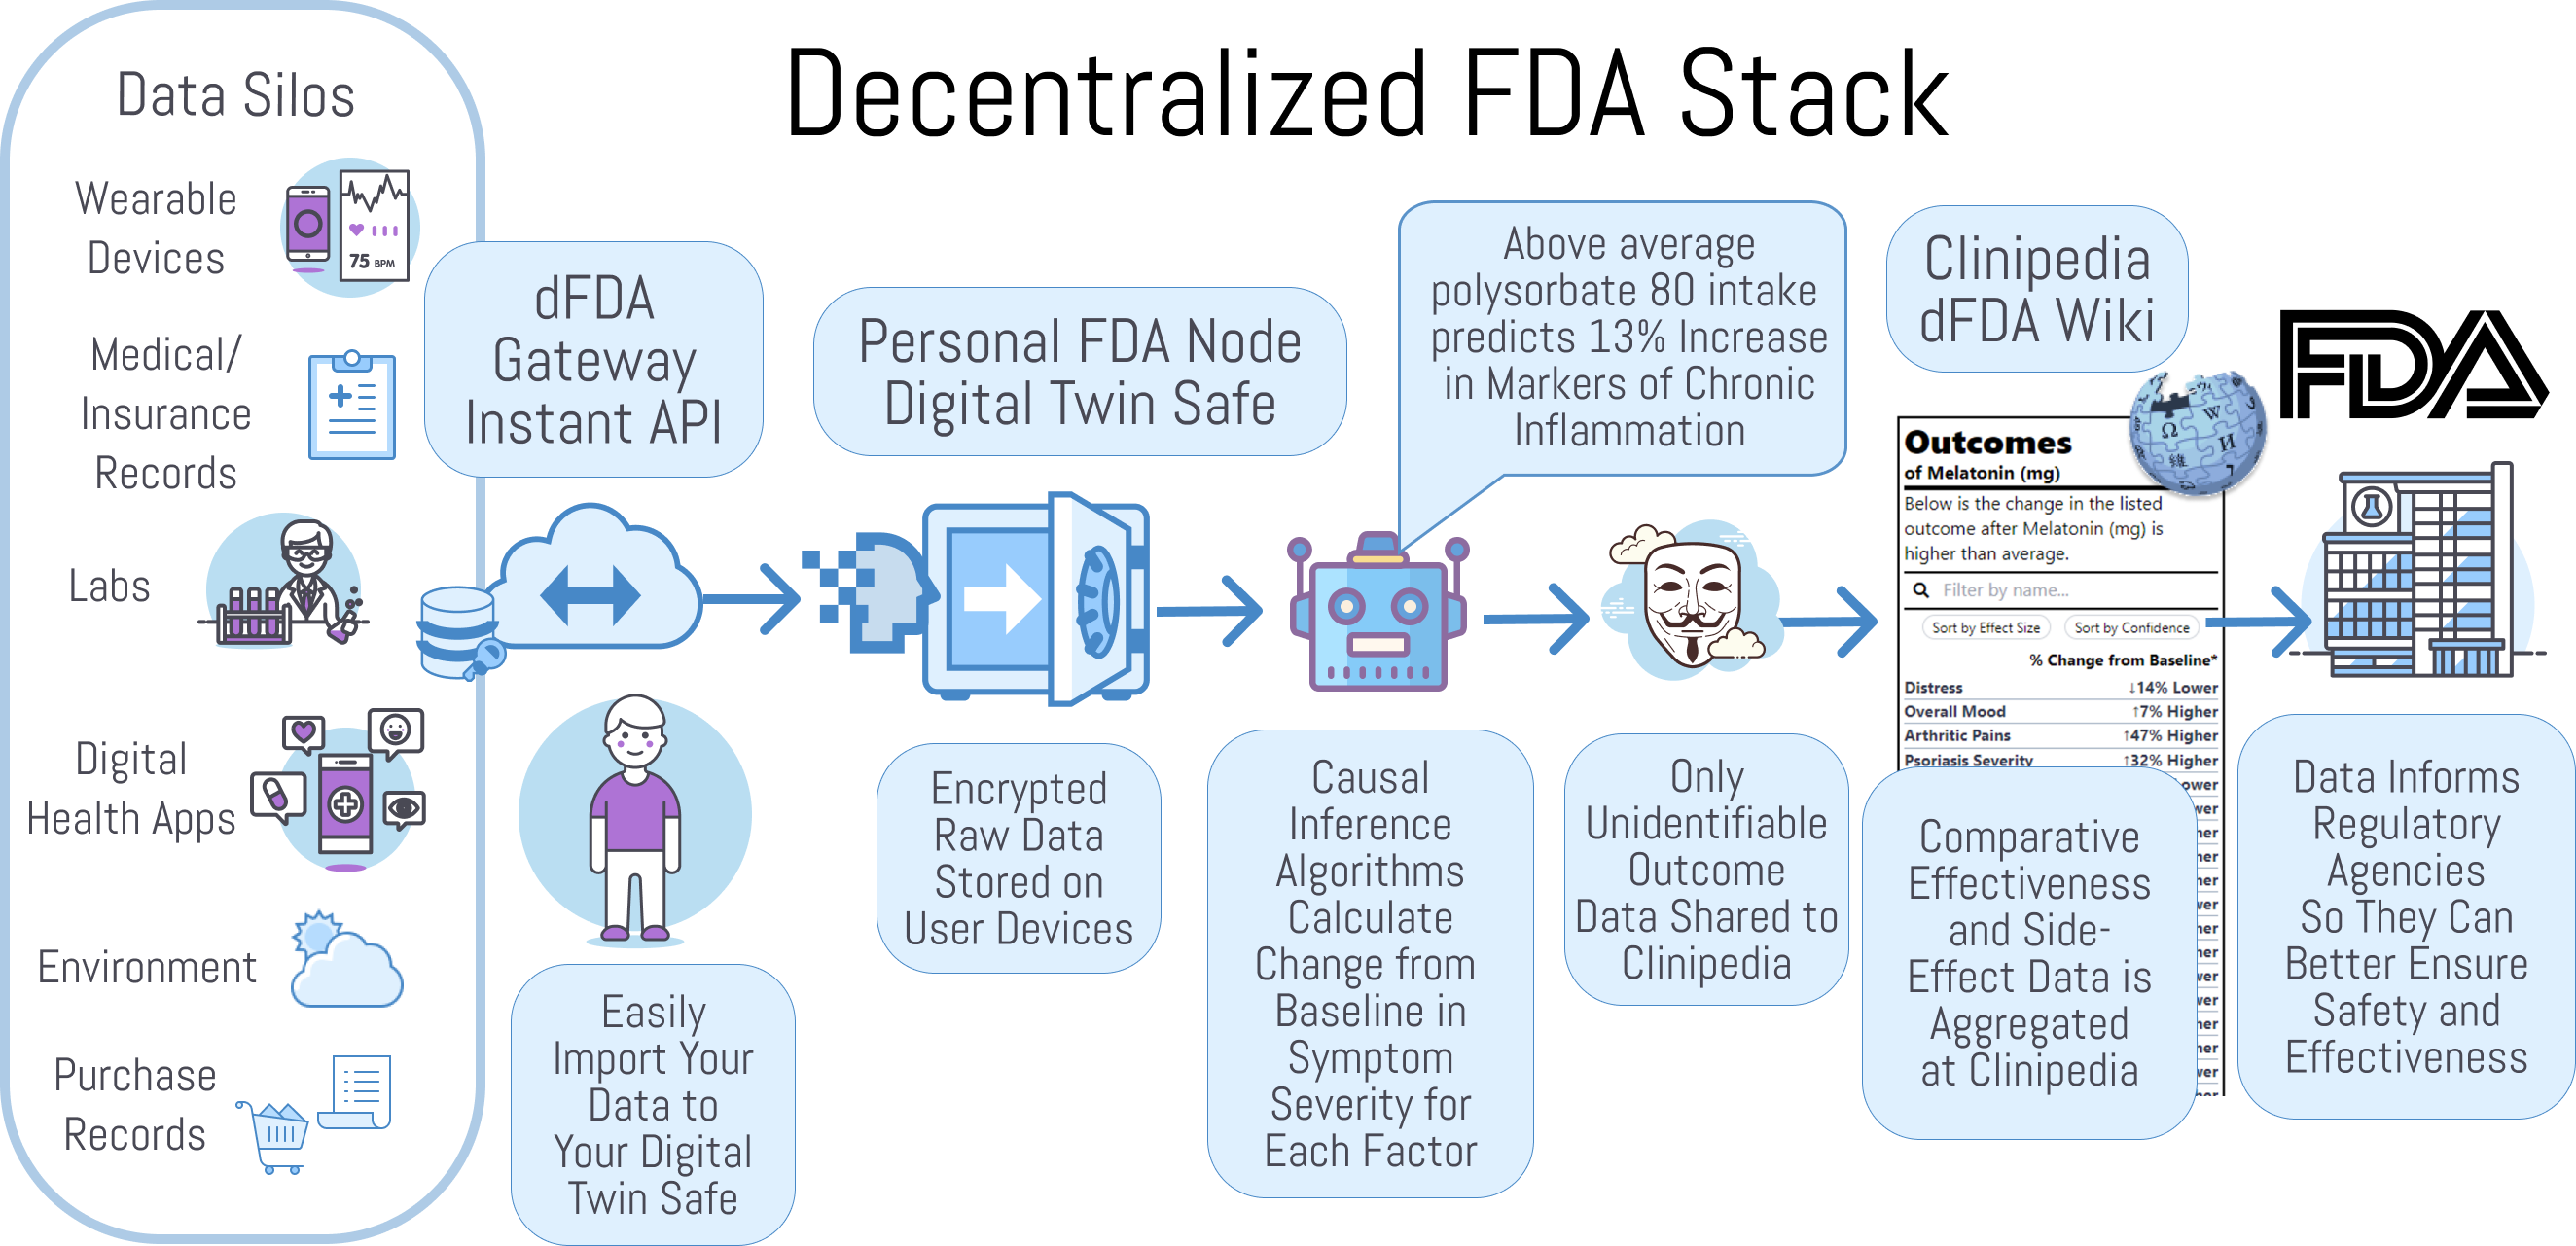 Decentralized FDA Stack
Data Silos
Wearable
Devices
75 BPM
Medical/
Insurance
Records
Labs
Digital
Health Apps
Environment
Purchase
Records
dFDA
Gateway
Instant API
Easily
Import Your
Data to
Your Digital
Twin Safe
Personal FDA Node
Digital Twin Safe
Encrypted
Raw Data
Stored on
User Devices
Above average
polysorbate 80 intake
predicts 13% Increase
in Markers of Chronic
Inflammation
Causal
Inference
Algorithms
Calculate
Change from
Baseline in
Symptom
Severity for
Each Factor
Only
Unidentifiable
Outcome
Data Shared to
Clinipedia
Clinipedia
dFDA Wiki
Outcomes
of Melatonin (mg)
Below is the change in the listed
outcome after Melatonin (mg) is
higher than average.
Filter by name...
Sort by Effect Size Sort by Confidence
% Change from Baseline*
Distress ↓14% Lower
Overall Mood ↑7% Higher
Arthritic Pains ↑47% Higher
Psoriasis Severity ↑32% Higher
Comparative
Effectiveness
and Side-
Effect Data is
Aggregated
at Clinipedia
FDA
Data Informs
Regulatory
Agencies
So They Can
Better Ensure
Safety and
Effectiveness